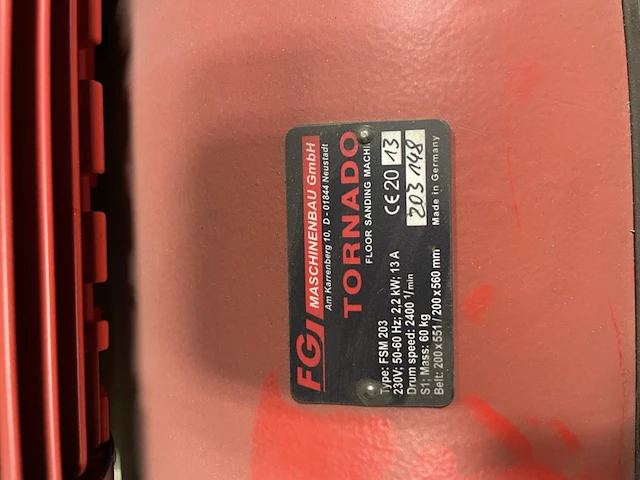 FG
MASCHINENBAU GmbH
Am Karrenberg 10, D - 01844 Neustadt
TORNADO
FLOOR SANDING
Type: FSM 203
230V; 50-60 Hz; 2,2 kW; 13 A
Drum speed: 2400 1/min
S1; Mass: 60 kg
Belt: 200 x 551 / 200 x 560 mm
CE 20 13
203 148
Made in Germany